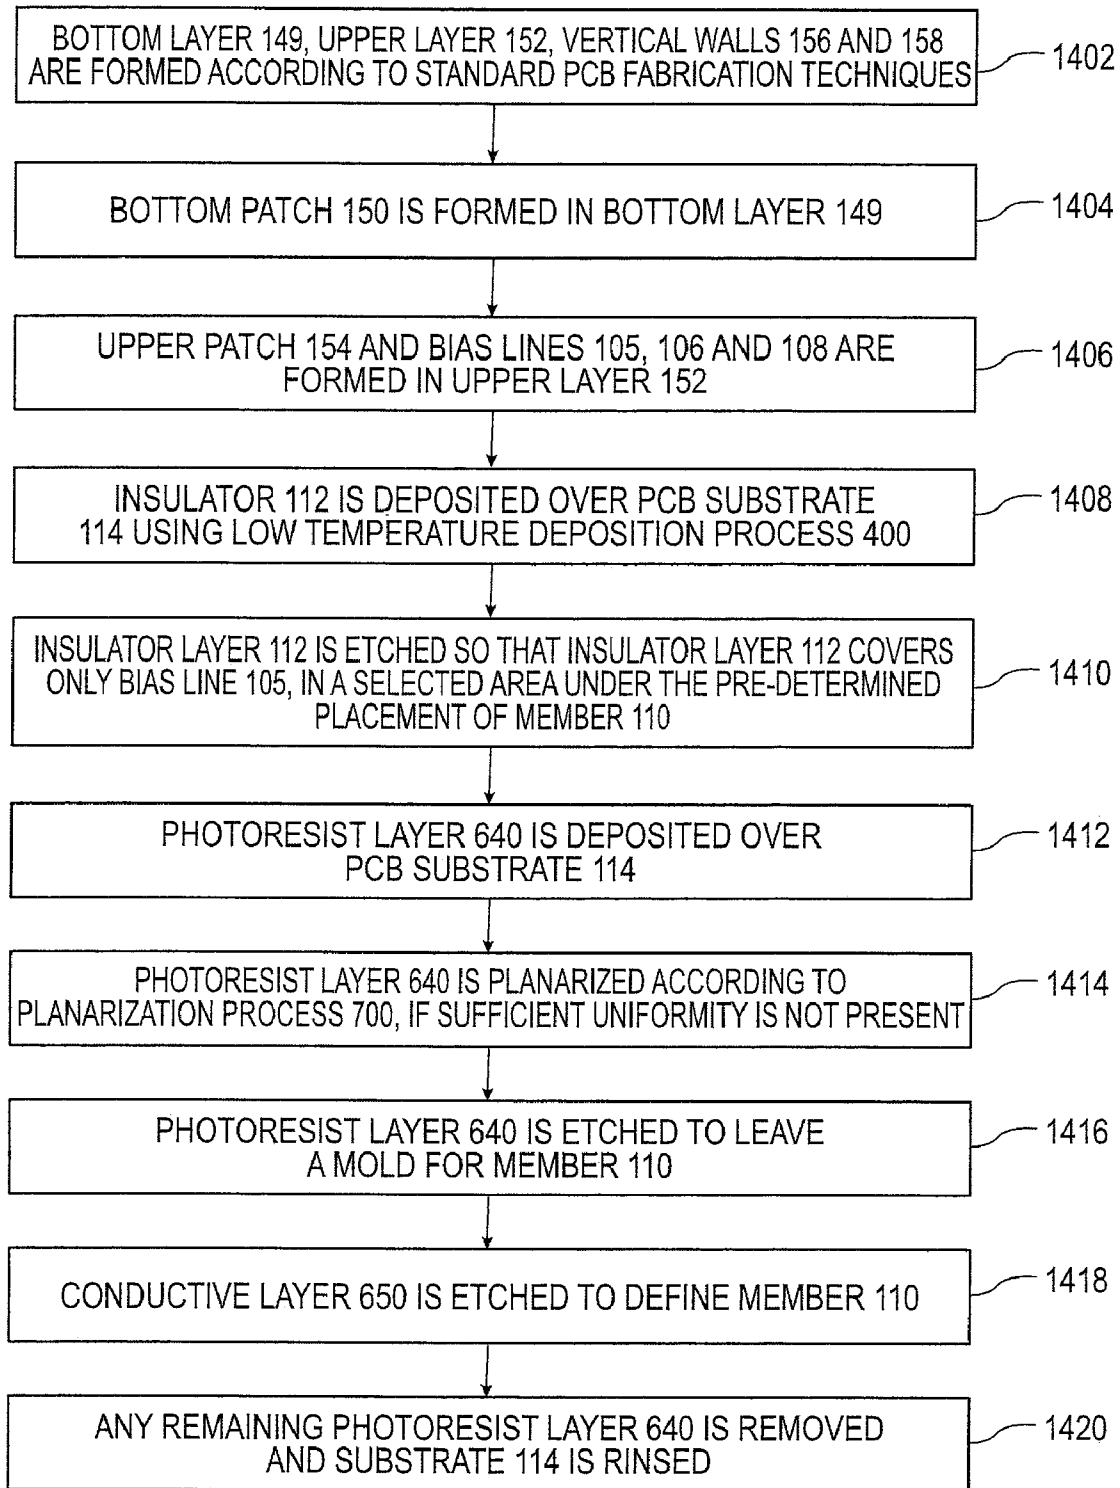 BOTTOM LAYER 149, UPPER LAYER 152, VERTICAL WALLS 156 AND 158
ARE FORMED ACCORDING TO STANDARD PCB FABRICATION TECHNIQUES
1402
BOTTOM PATCH 150 IS FORMED IN BOTTOM LAYER 149
1404
UPPER PATCH 154 AND BIAS LINES 105, 106 AND 108 ARE
FORMED IN UPPER LAYER 152
1406
INSULATOR 112 IS DEPOSITED OVER PCB SUBSTRATE
114 USING LOW TEMPERATURE DEPOSITION PROCESS 400
1408
INSULATOR LAYER 112 IS ETCHED SO THAT INSULATOR LAYER 112 COVERS
ONLY BIAS LINE 105, IN A SELECTED AREA UNDER THE PRE-DETERMINED
PLACEMENT OF MEMBER 110
1410
PHOTORESIST LAYER 640 IS DEPOSITED OVER
PCB SUBSTRATE 114
1412
PHOTORESIST LAYER 640 IS PLANARIZED ACCORDING TO
PLANARIZATION PROCESS 700, IF SUFFICIENT UNIFORMITY IS NOT PRESENT
1414
PHOTORESIST LAYER 640 IS ETCHED TO LEAVE
A MOLD FOR MEMBER 110
1416
CONDUCTIVE LAYER 650 IS ETCHED TO DEFINE MEMBER 110
1418
ANY REMAINING PHOTORESIST LAYER 640 IS REMOVED
AND SUBSTRATE 114 IS RINSED
1420